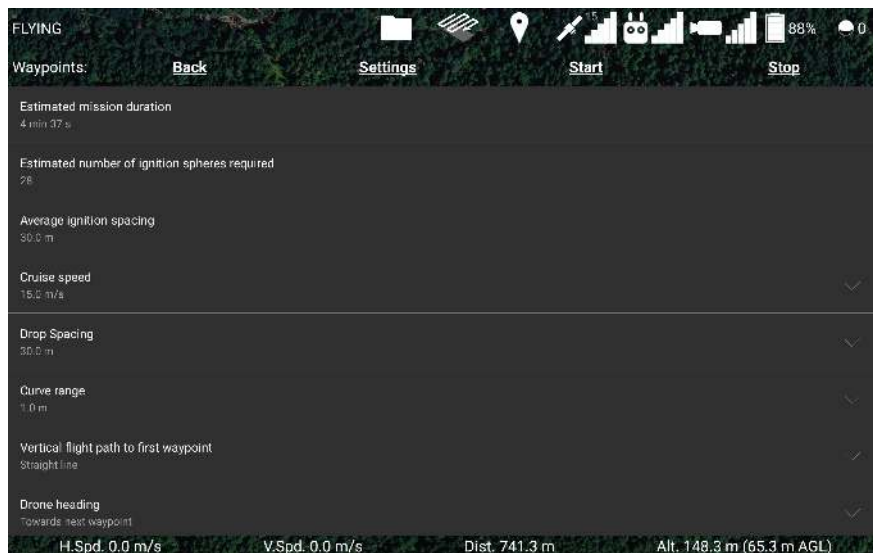 FLYING 15 88% 0
Waypoints: Back Settings Start Stop
Estimated mission duration
4 min 37 s
Estimated number of ignition spheres required
28
Average ignition spacing
30.0 m
Cruise speed
15.0 m/s
Drop Spacing
30.0 m
Curve range
1.0 m
Vertical flight path to first waypoint
Straight line
Drone heading
Towards next waypoint
H.Spd. 0.0 m/s V.Spd. 0.0 m/s Dist. 741.3 m Alt. 148.3 m (65.3 m AGL)